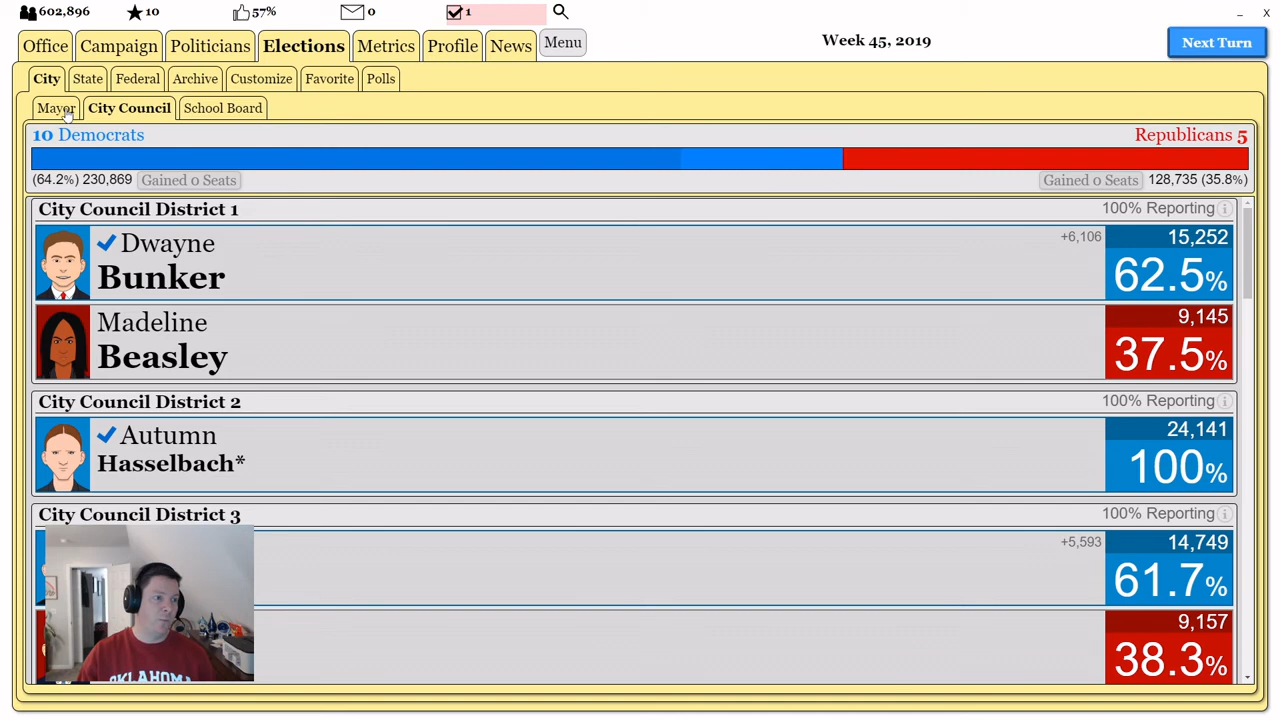 602,896 10 57% 0 1
_ X
Office Campaign Politicians Elections Metrics Profile News Menu Week 45, 2019 Next Turn
City State Federal Archive Customize Favorite Polls
Mayor City Council School Board
10 Democrats Republicans 5
(64.2%) 230,869 Gained 0 Seats Gained 0 Seats 128,735 (35.8%)
City Council District 1 100% Reporting
Dwayne +6,106 15,252
Bunker 62.5%
Madeline 9,145
Beasley 37.5%
City Council District 2 100% Reporting
Autumn 24,141
Hasselbach* 100%
City Council District 3 100% Reporting
+5,593 14,749
61.7%
9,157
38.3%
OKLAHOMA